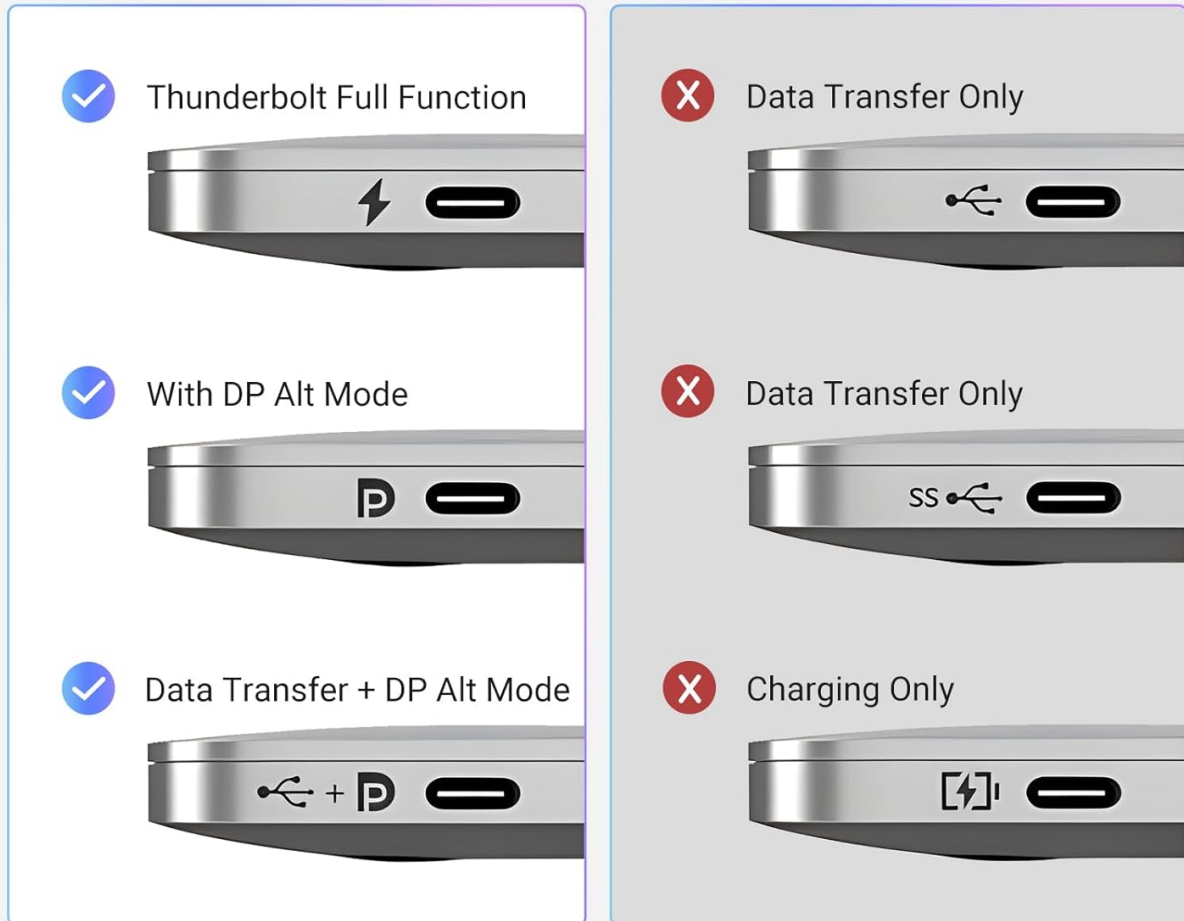 Thunderbolt Full Function
With DP Alt Mode
Data Transfer + DP Alt Mode
+
Data Transfer Only
Data Transfer Only
SS
Charging Only